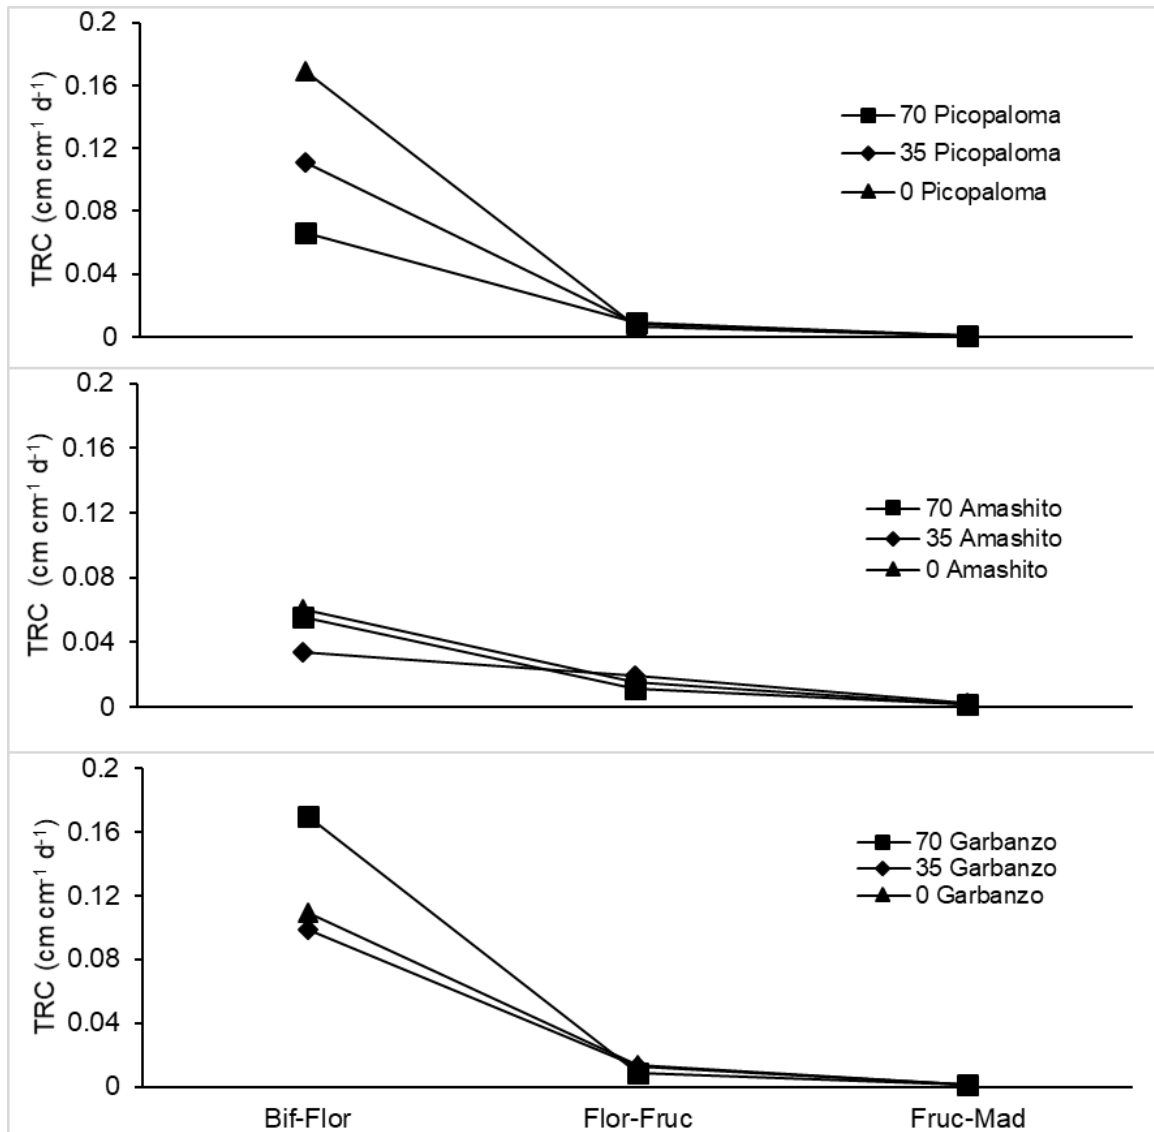 0.2
0.16
0.12
0.08
0.04
0
TRC (cm cm⁻¹ d⁻¹)
70 Picopaloma
35 Picopaloma
0 Picopaloma
0.2
0.16
0.12
0.08
0.04
0
TRC (cm cm⁻¹ d⁻¹)
70 Amashito
35 Amashito
0 Amashito
0.2
0.16
0.12
0.08
0.04
0
TRC (cm cm⁻¹ d⁻¹)
70 Garbanzo
35 Garbanzo
0 Garbanzo
Bif-Flor Flor-Fruc Fruc-Mad